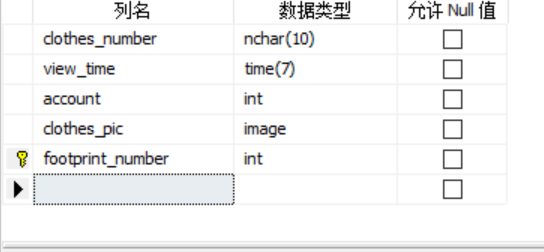 列名 数据类型 允许 Null 值
clothes_number nchar(10)
view_time time(7)
account int
clothes_pic image
footprint_number int